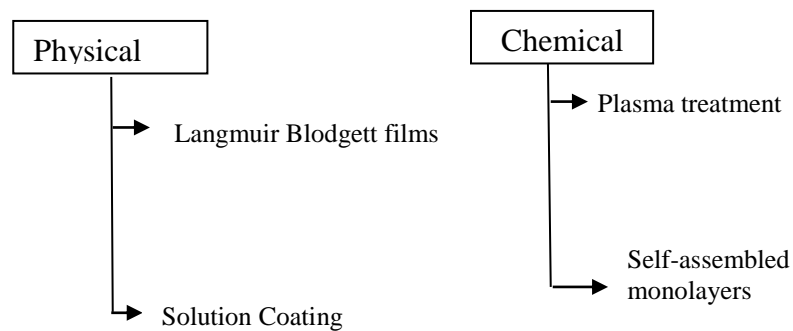 Physical
Langmuir Blodgett films
Solution Coating
Chemical
Plasma treatment
Self-assembled
monolayers